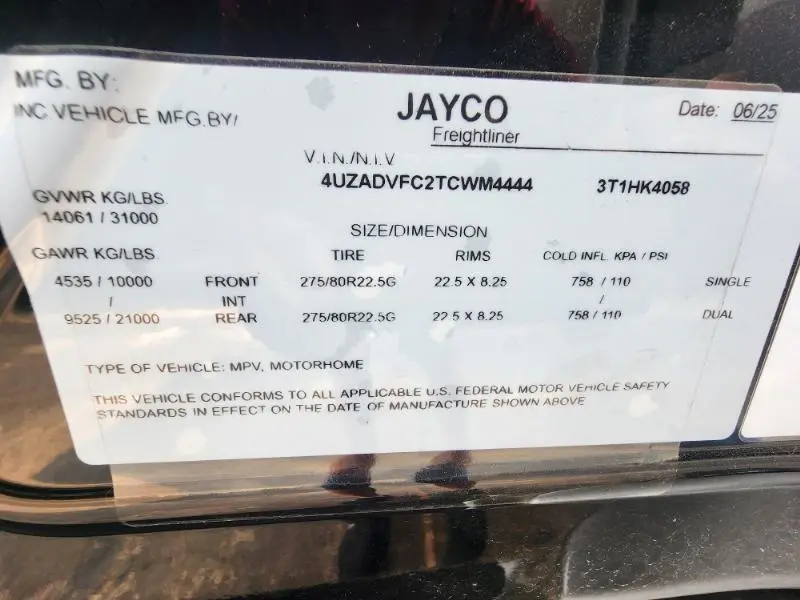 MFG. BY: JAYCO Date: 06/25
INC VEHICLE MFG.BY/ Freightliner
V.I.N./N.I.V
4UZADVFC2TCWM4444 3T1HK4058
GVWR KG/LBS.
14061 / 31000
SIZE/DIMENSION
GAWR KG/LBS. TIRE RIMS COLD INFL. KPA / PSI
4535 / 10000 FRONT 275/80R22.5G 22.5 X 8.25 758 / 110 SINGLE
/ INT /
9525 / 21000 REAR 275/80R22.5G 22.5 X 8.25 758 / 110 DUAL
TYPE OF VEHICLE: MPV, MOTORHOME
THIS VEHICLE CONFORMS TO ALL APPLICABLE U.S. FEDERAL MOTOR VEHICLE SAFETY
STANDARDS IN EFFECT ON THE DATE OF MANUFACTURE SHOWN ABOVE